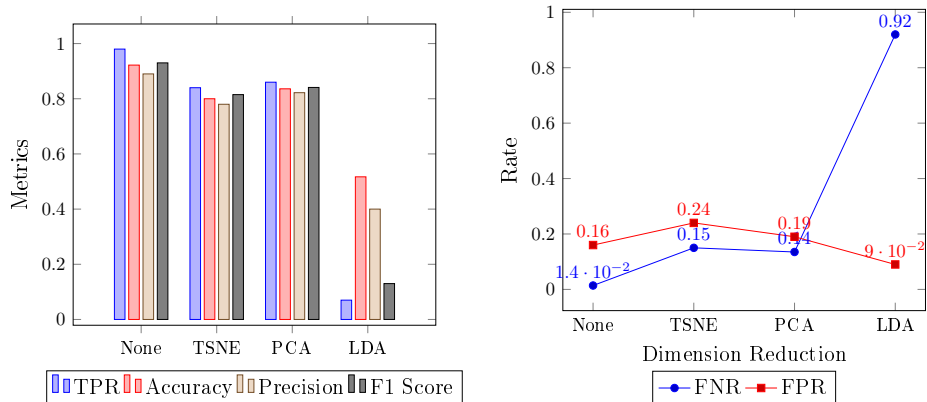 Metrics
1
0.8
0.6
0.4
0.2
0
None TSNE PCA LDA
TPR Accuracy Precision F1 Score
Rate
1
0.8
0.6
0.4
0.2
0
0.92
0.16 0.24 0.19 9 · 10⁻²
1.4 · 10⁻² 0.15 0.14
None TSNE PCA LDA
Dimension Reduction
FNR FPR